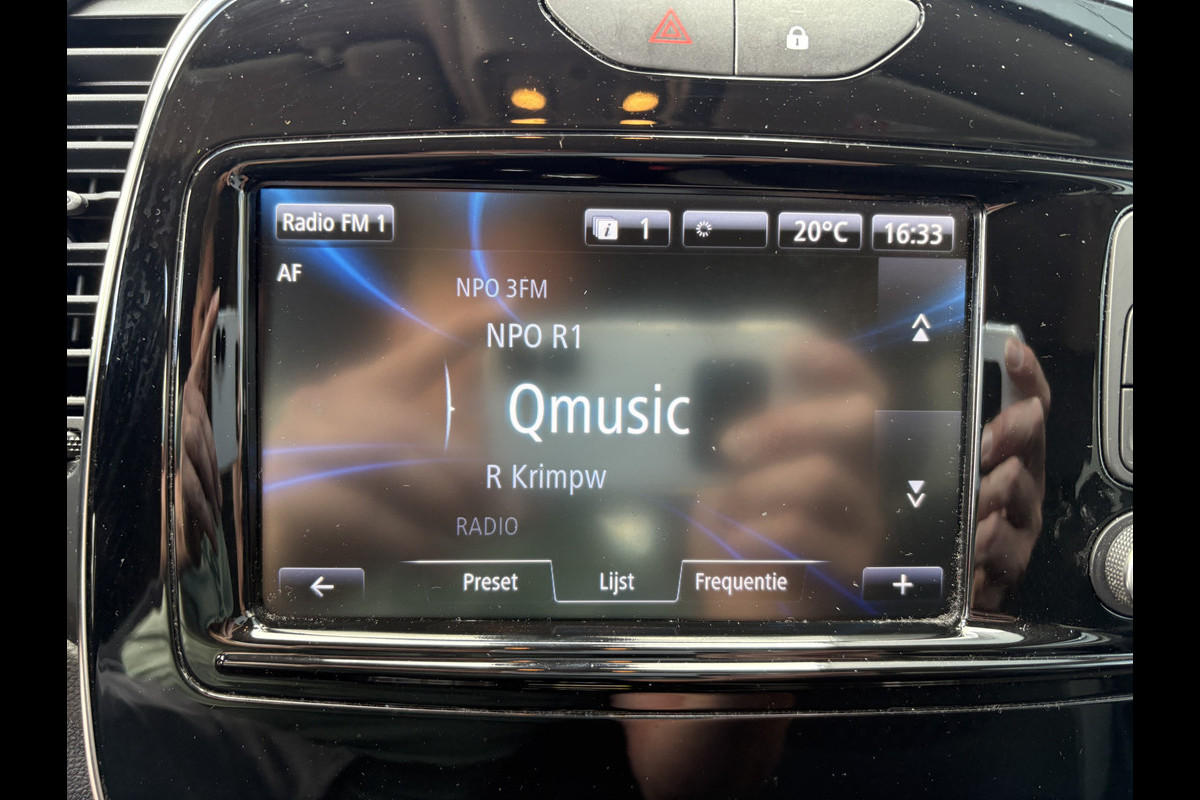 Radio FM 1
i 1
20°C
16:33
AF
NPO 3FM
NPO R1
Qmusic
R Krimpw
RADIO
Preset
Lijst
Frequentie
+